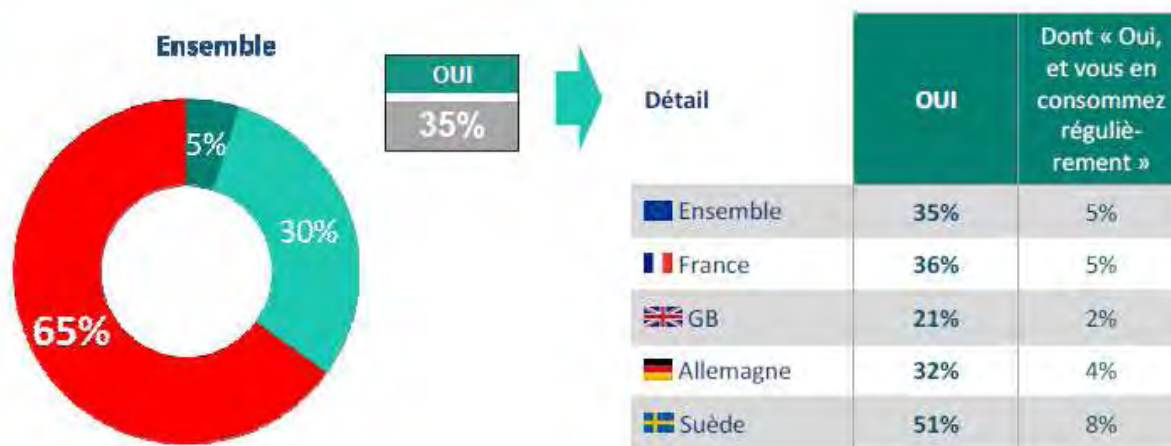 Ensemble
5%
30%
65%
OUI
35%
Détail
OUI
Dont « Oui,
et vous en
consommez
réguliè-
rement »
Ensemble 35% 5%
France 36% 5%
GB 21% 2%
Allemagne 32% 4%
Suède 51% 8%